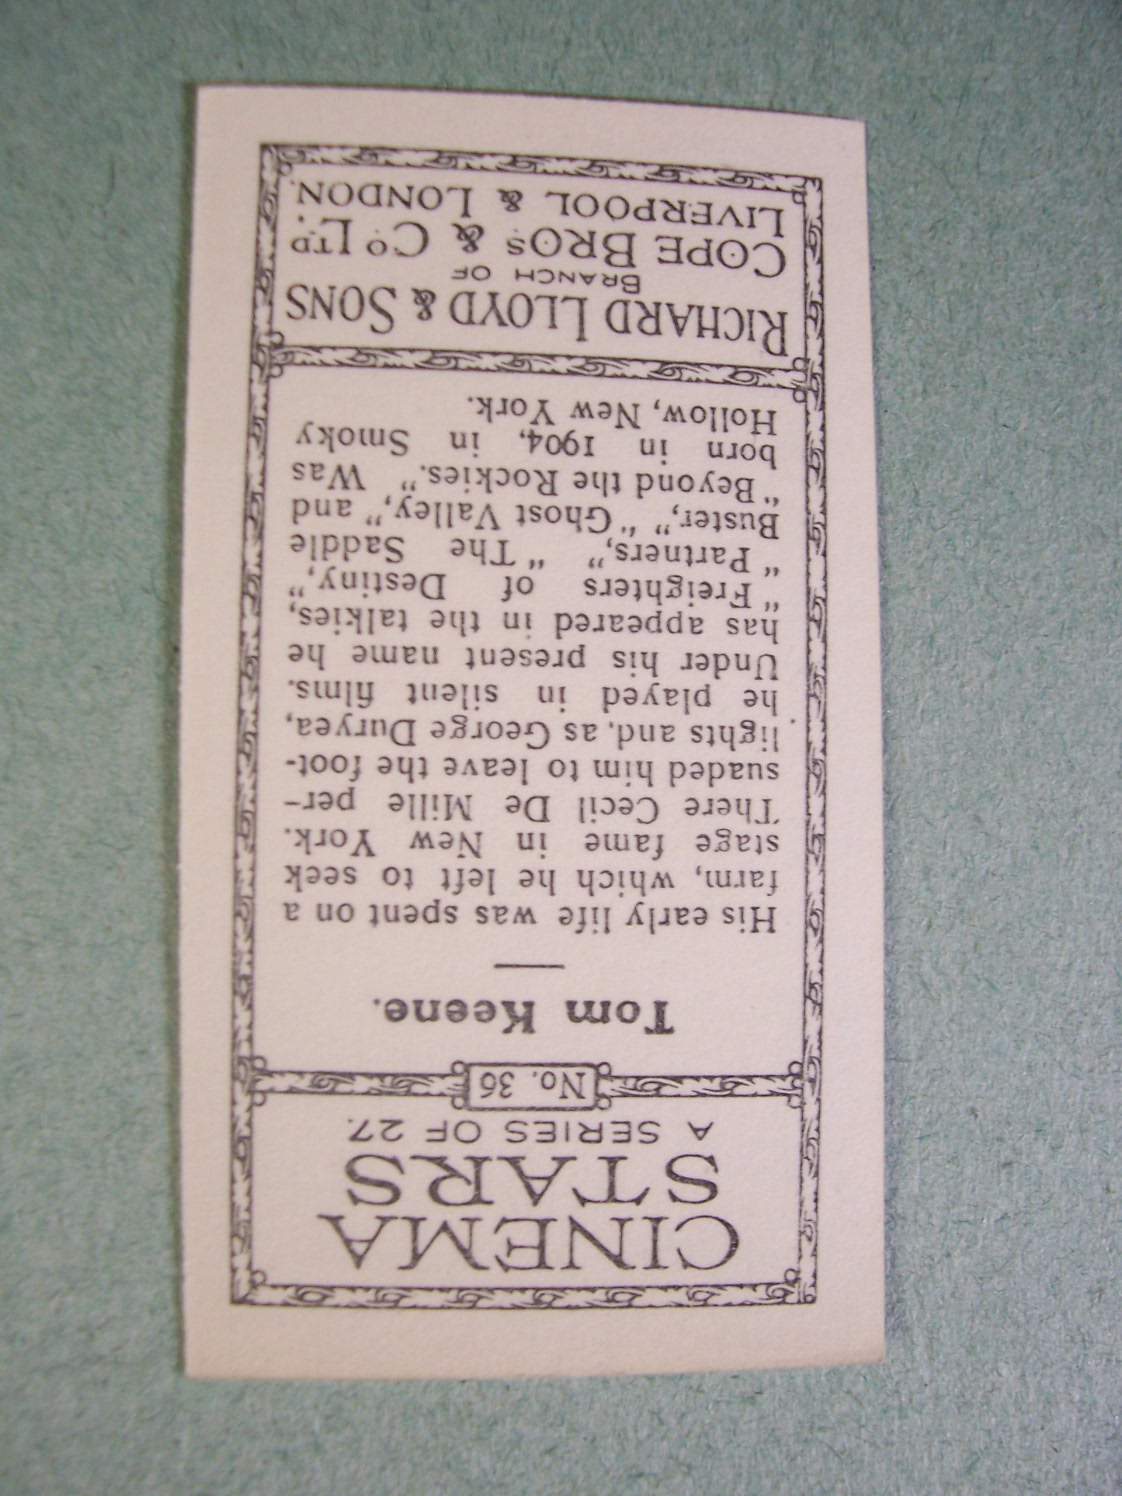 CINEMA
STARS
A SERIES OF 27.
No. 36
Tom Keene.
His early life was spent on a
farm, which he left to seek
stage fame in New York.
There Cecil De Mille per-
suaded him to leave the foot-
lights and, as George Duryea,
he played in silent films.
Under his present name he
has appeared in the talkies,
"Freighters of Destiny,"
"Partners," "The Saddle
Buster," "Ghost Valley," and
"Beyond the Rockies." Was
born in 1904, in Smoky
Hollow, New York.
RICHARD LLOYD & SONS
BRANCH OF
COPE BROS & CO LTD
LIVERPOOL & LONDON.